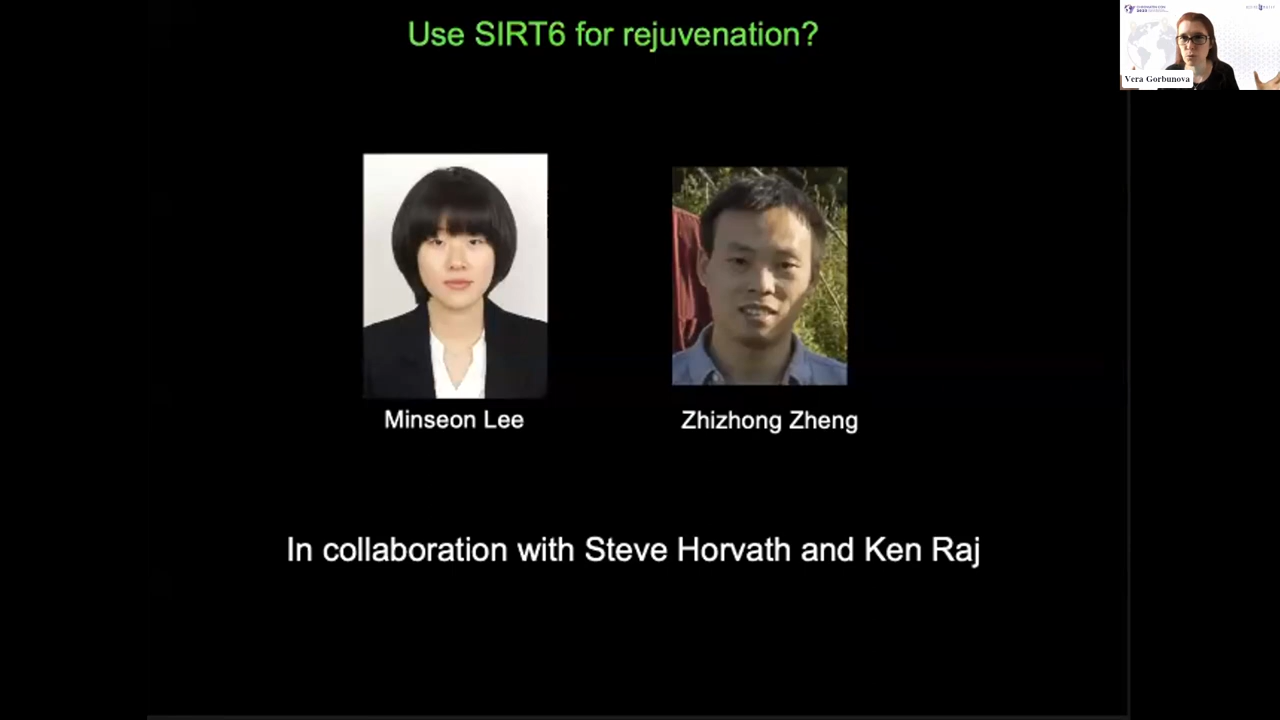 Use SIRT6 for rejuvenation?
Vera Gorbunova
Minseon Lee
Zhizhong Zheng
In collaboration with Steve Horvath and Ken Raj